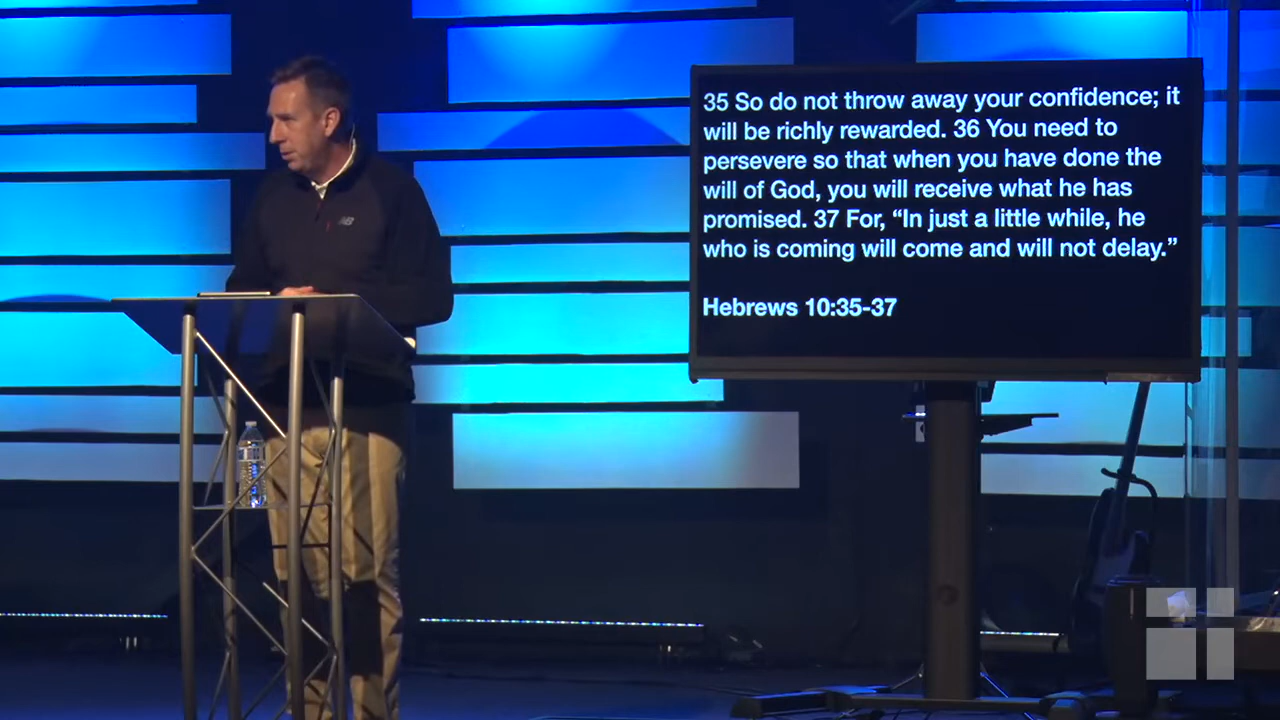 35 So do not throw away your confidence; it
will be richly rewarded. 36 You need to
persevere so that when you have done the
will of God, you will receive what he has
promised. 37 For, “In just a little while, he
who is coming will come and will not delay.”
Hebrews 10:35-37